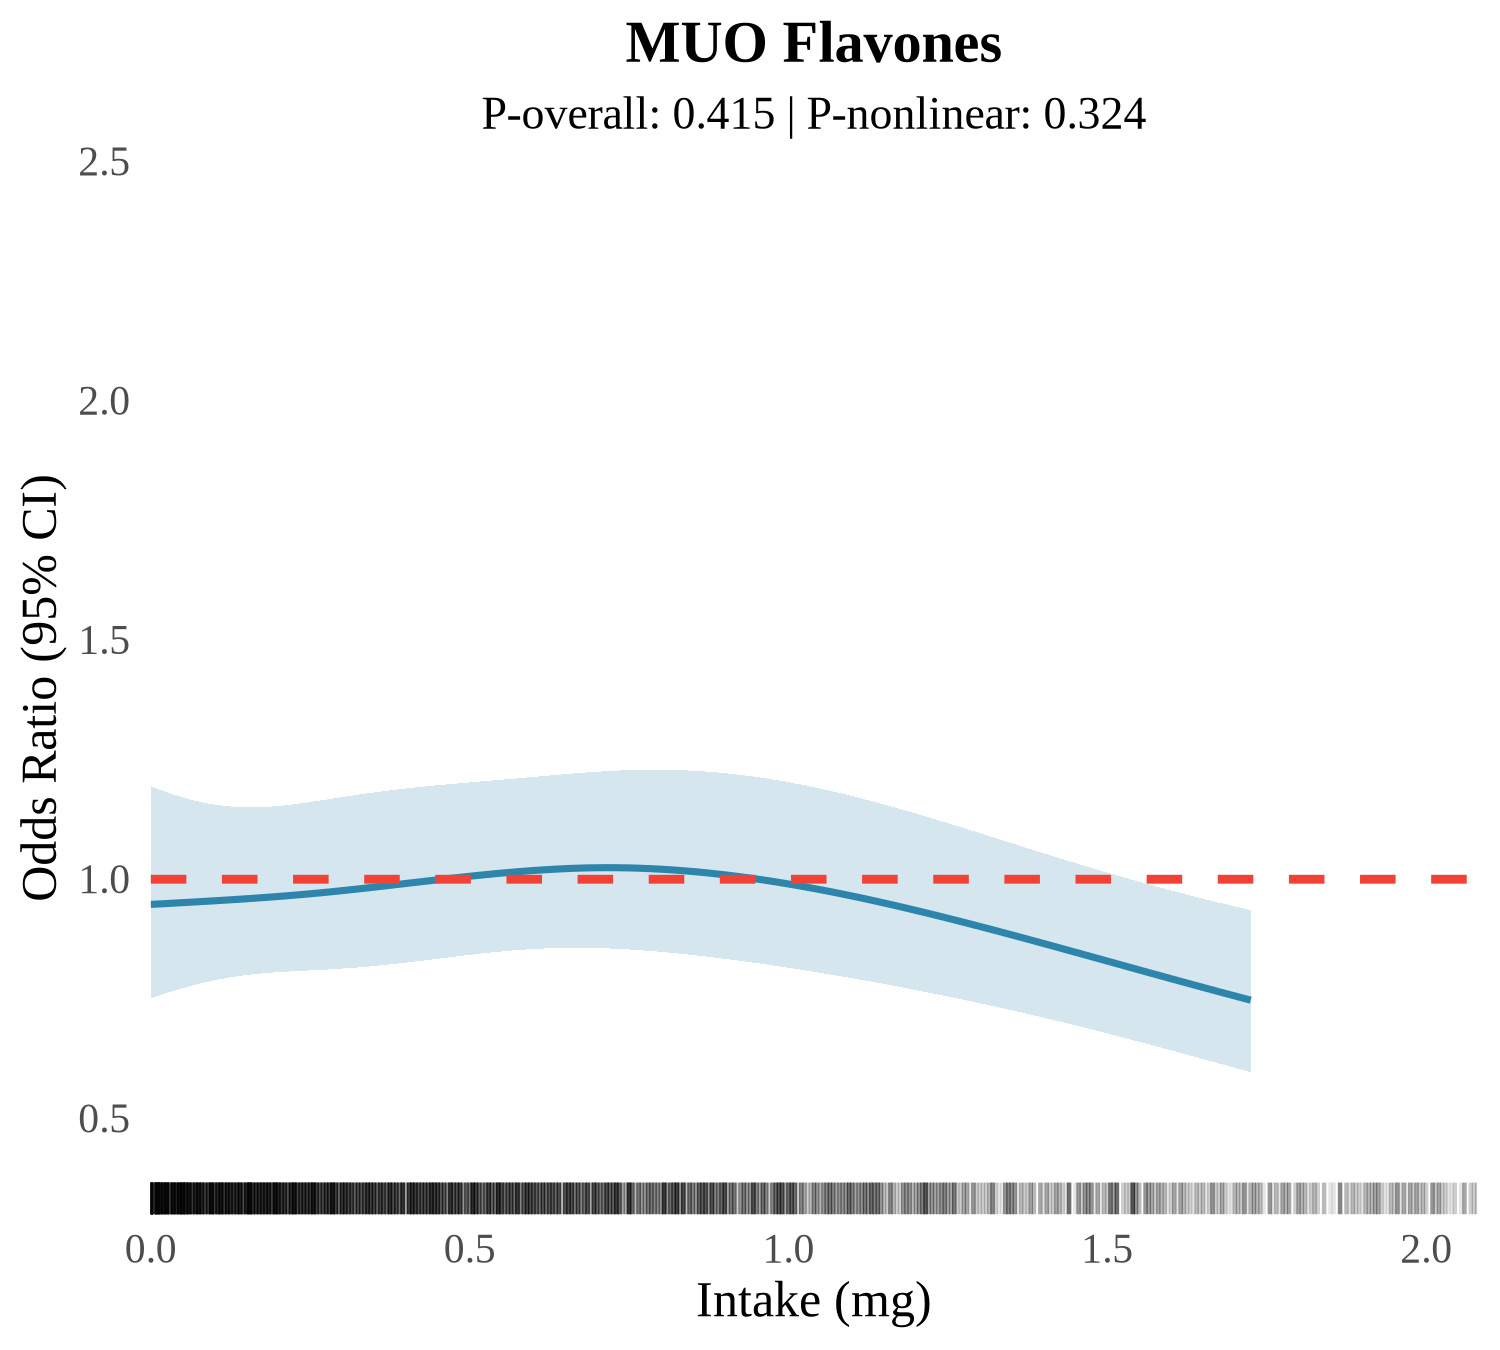 MUO Flavones
P-overall: 0.415 | P-nonlinear: 0.324
Odds Ratio (95% CI)
2.5
2.0
1.5
1.0
0.5
0.0 0.5 1.0 1.5 2.0
Intake (mg)